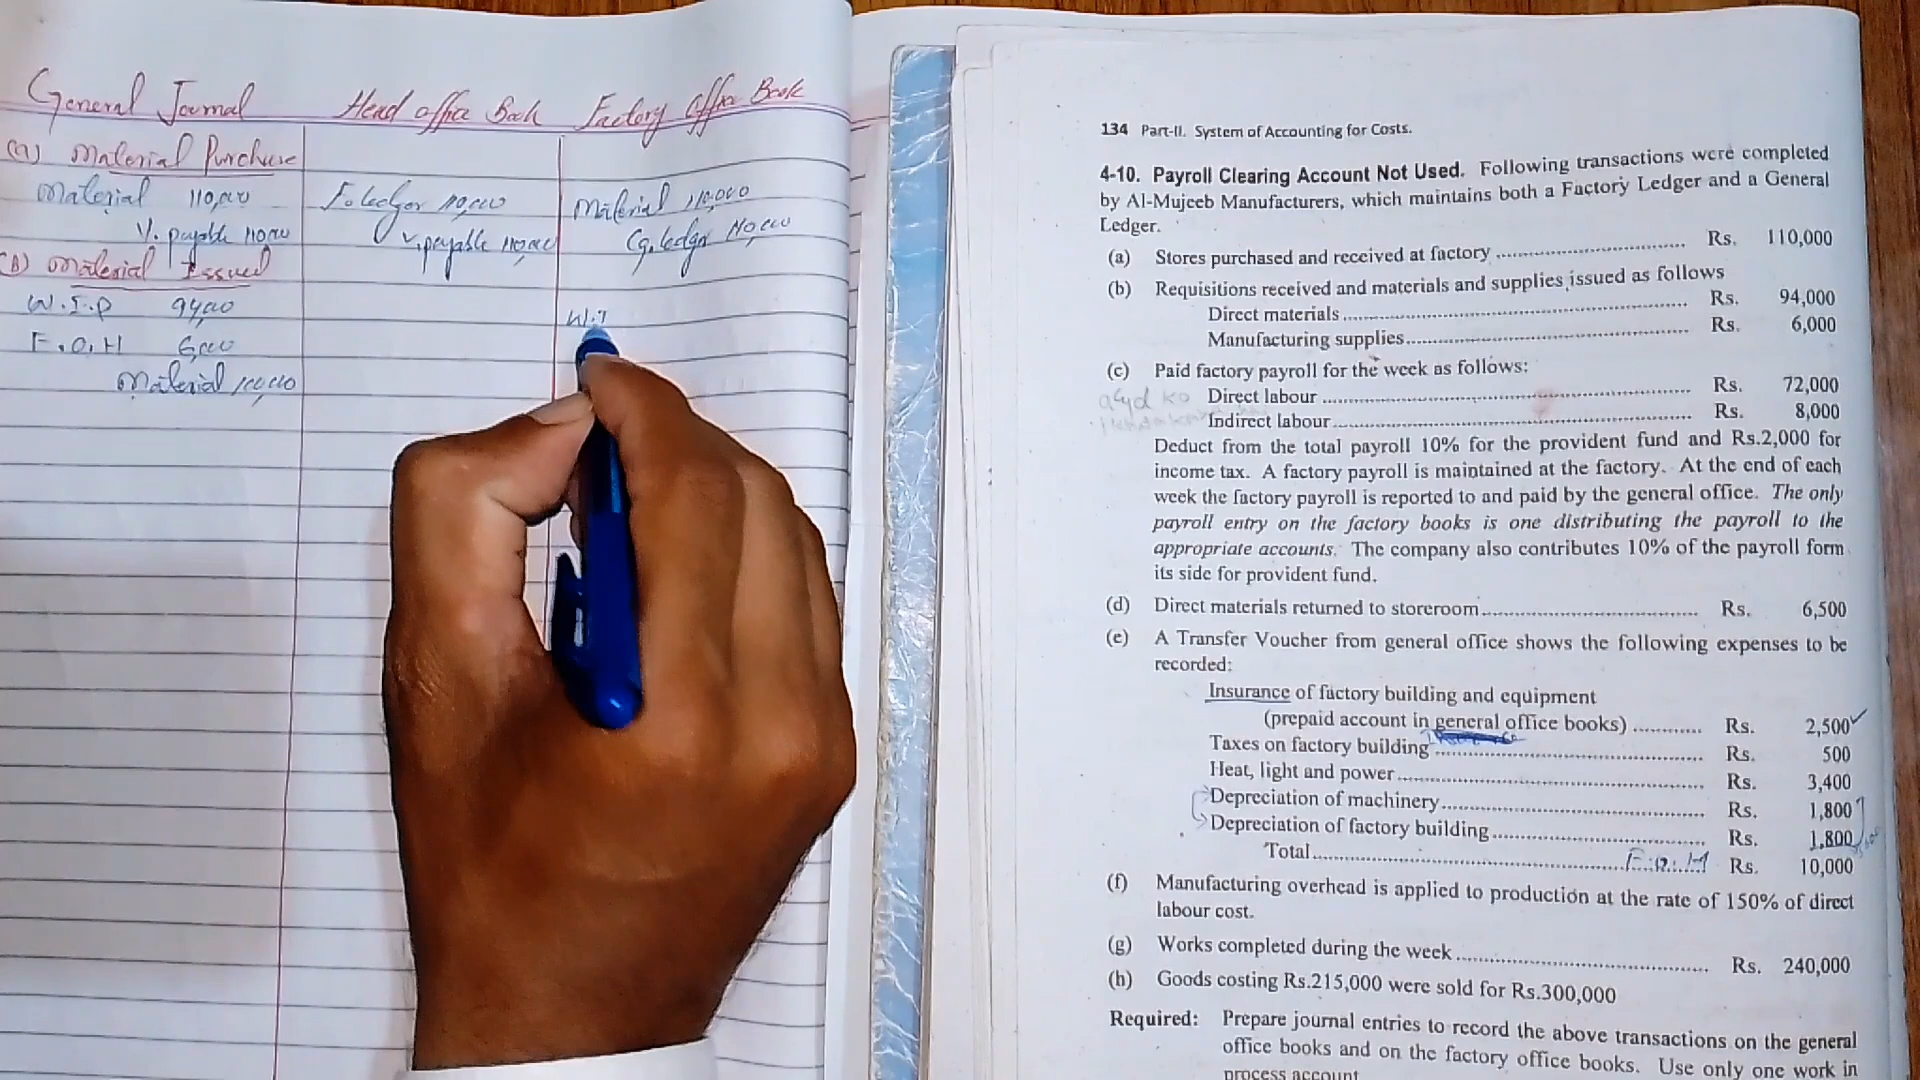 General Journal
Head office Book
Factory Office Book
(a) Material Purchase
Material 110,000
V. payable 110,000
Fo ledger 110,000
v. payable 110,000
Material 110,000
G. ledger 110,000
(B) Material Issued
W.I.P 94,000
F.O.H 6,000
Material 100,000
W.I
134 Part-II. System of Accounting for Costs.
4-10. Payroll Clearing Account Not Used. Following transactions were completed
by Al-Mujeeb Manufacturers, which maintains both a Factory Ledger and a General
Ledger.
(a) Stores purchased and received at factory Rs. 110,000
(b) Requisitions received and materials and supplies issued as follows
Direct materials Rs. 94,000
Manufacturing supplies Rs. 6,000
(c) Paid factory payroll for the week as follows:
Direct labour Rs. 72,000
Indirect labour Rs. 8,000
Deduct from the total payroll 10% for the provident fund and Rs.2,000 for
income tax. A factory payroll is maintained at the factory. At the end of each
week the factory payroll is reported to and paid by the general office. The only
payroll entry on the factory books is one distributing the payroll to the
appropriate accounts. The company also contributes 10% of the payroll form
its side for provident fund.
(d) Direct materials returned to storeroom Rs. 6,500
(e) A Transfer Voucher from general office shows the following expenses to be
recorded:
Insurance of factory building and equipment
(prepaid account in general office books) Rs. 2,500
Taxes on factory building Rs. 500
Heat, light and power Rs. 3,400
Depreciation of machinery Rs. 1,800
Depreciation of factory building Rs. 1,800
Total F.O.H Rs. 10,000
(f) Manufacturing overhead is applied to production at the rate of 150% of direct
labour cost.
(g) Works completed during the week Rs. 240,000
(h) Goods costing Rs.215,000 were sold for Rs.300,000
Required: Prepare journal entries to record the above transactions on the general
office books and on the factory office books. Use only one work in
process account